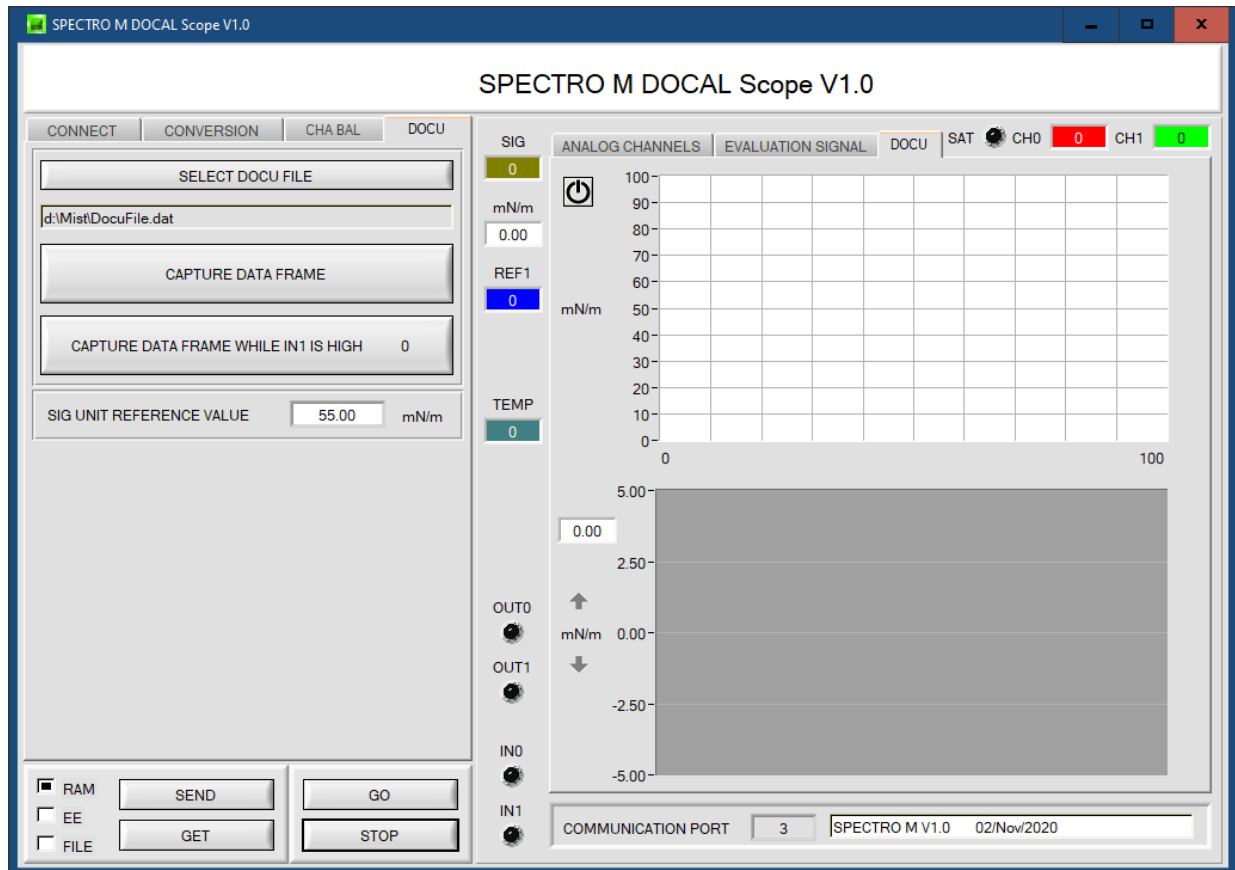 SPECTRO M DOCAL Scope V1.0
SPECTRO M DOCAL Scope V1.0
CONNECT CONVERSION CHA BAL DOCU
SELECT DOCU FILE
d:\Mist\DocuFile.dat
CAPTURE DATA FRAME
CAPTURE DATA FRAME WHILE IN1 IS HIGH 0
SIG UNIT REFERENCE VALUE 55.00 mN/m
RAM
EE
FILE
SEND
GET
GO
STOP
SIG
0
mN/m
0.00
REF1
0
TEMP
0
OUT0
OUT1
IN0
IN1
ANALOG CHANNELS EVALUATION SIGNAL DOCU SAT CH0 0 CH1 0
100
90
80
70
60
mN/m 50
40
30
20
10
0
0 100
5.00
0.00
2.50
mN/m 0.00
-2.50
-5.00
COMMUNICATION PORT 3 SPECTRO M V1.0 02/Nov/2020